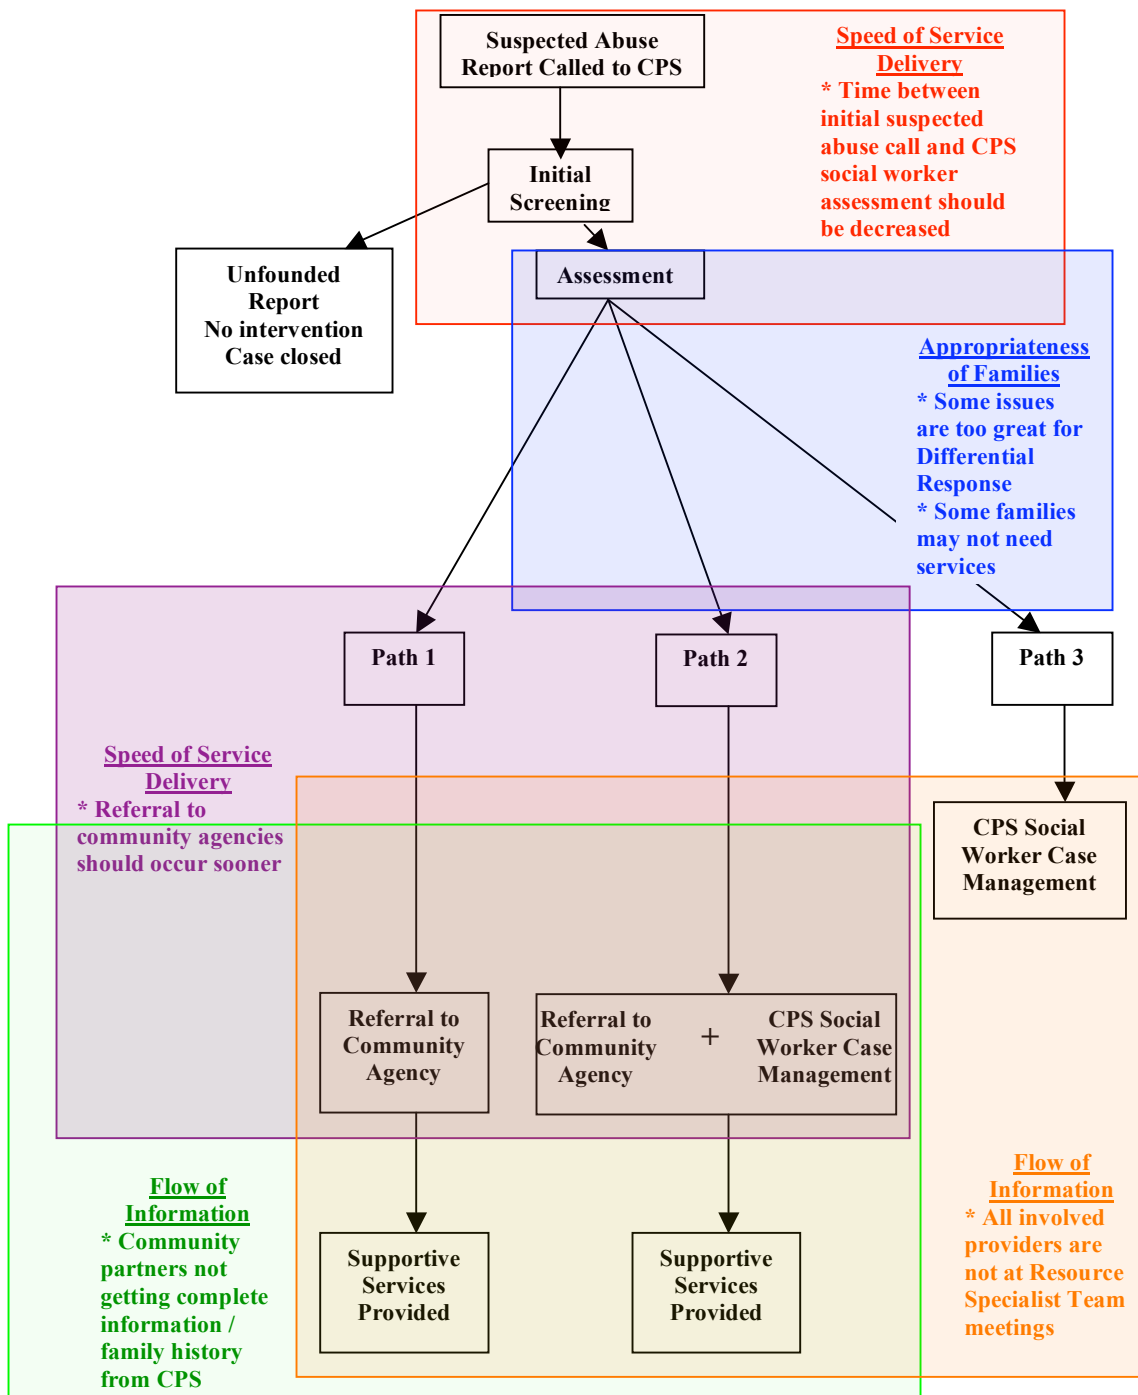 Suspected Abuse
Report Called to CPS
Speed of Service
Delivery
* Time between
initial suspected
abuse call and CPS
social worker
assessment should
be decreased
Initial
Screening
Unfounded
Report
No intervention
Case closed
Assessment
Appropriateness
of Families
* Some issues
are too great for
Differential
Response
* Some families
may not need
services
Path 1
Path 2
Path 3
Speed of Service
Delivery
* Referral to
community agencies
should occur sooner
CPS Social
Worker Case
Management
Referral to
Community
Agency
Referral to
Community
Agency
+
CPS Social
Worker Case
Management
Flow of
Information
* Community
partners not
getting complete
information /
family history
from CPS
Supportive
Services
Provided
Supportive
Services
Provided
Flow of
Information
* All involved
providers are
not at Resource
Specialist Team
meetings